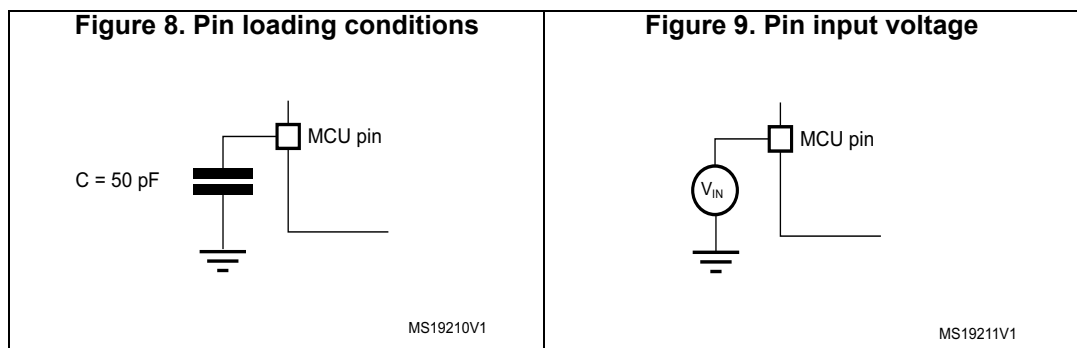 Figure 8. Pin loading conditions
MCU pin
C = 50 pF
MS19210V1
Figure 9. Pin input voltage
MCU pin
VIN
MS19211V1